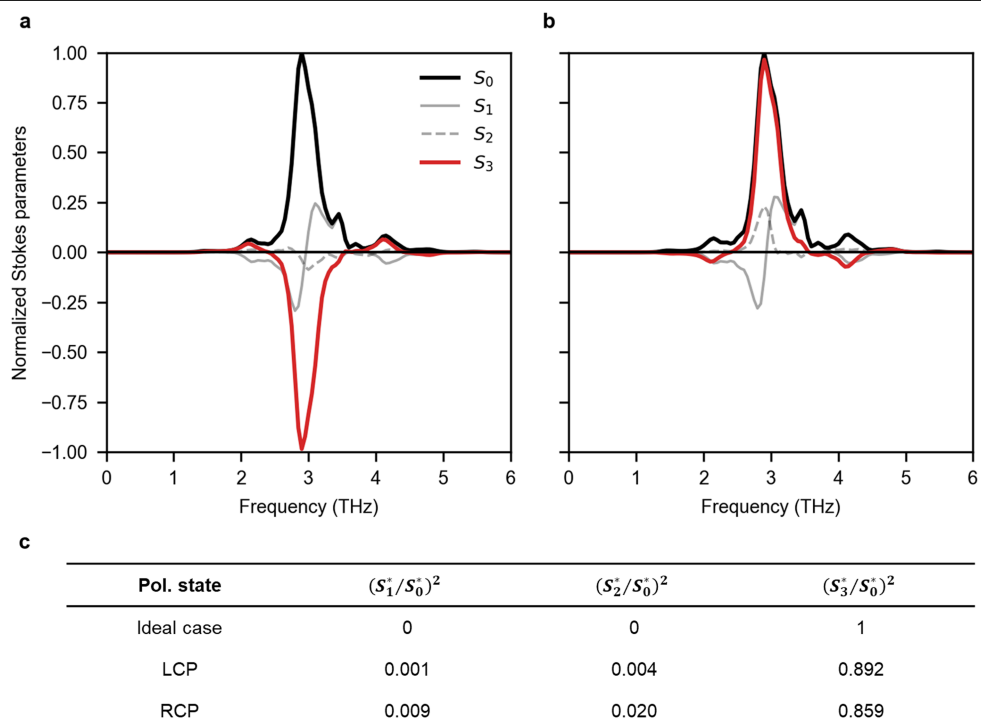 a
b
1.00
0.75
0.50
0.25
0.00
−0.25
−0.50
−0.75
−1.00
Normalized Stokes parameters
S0
S1
S2
S3
0 1 2 3 4 5 6
0 1 2 3 4 5 6
Frequency (THz)
Frequency (THz)
c
Pol. state (S1*/S0*)2 (S2*/S0*)2 (S3*/S0*)2
Ideal case 0 0 1
LCP 0.001 0.004 0.892
RCP 0.009 0.020 0.859